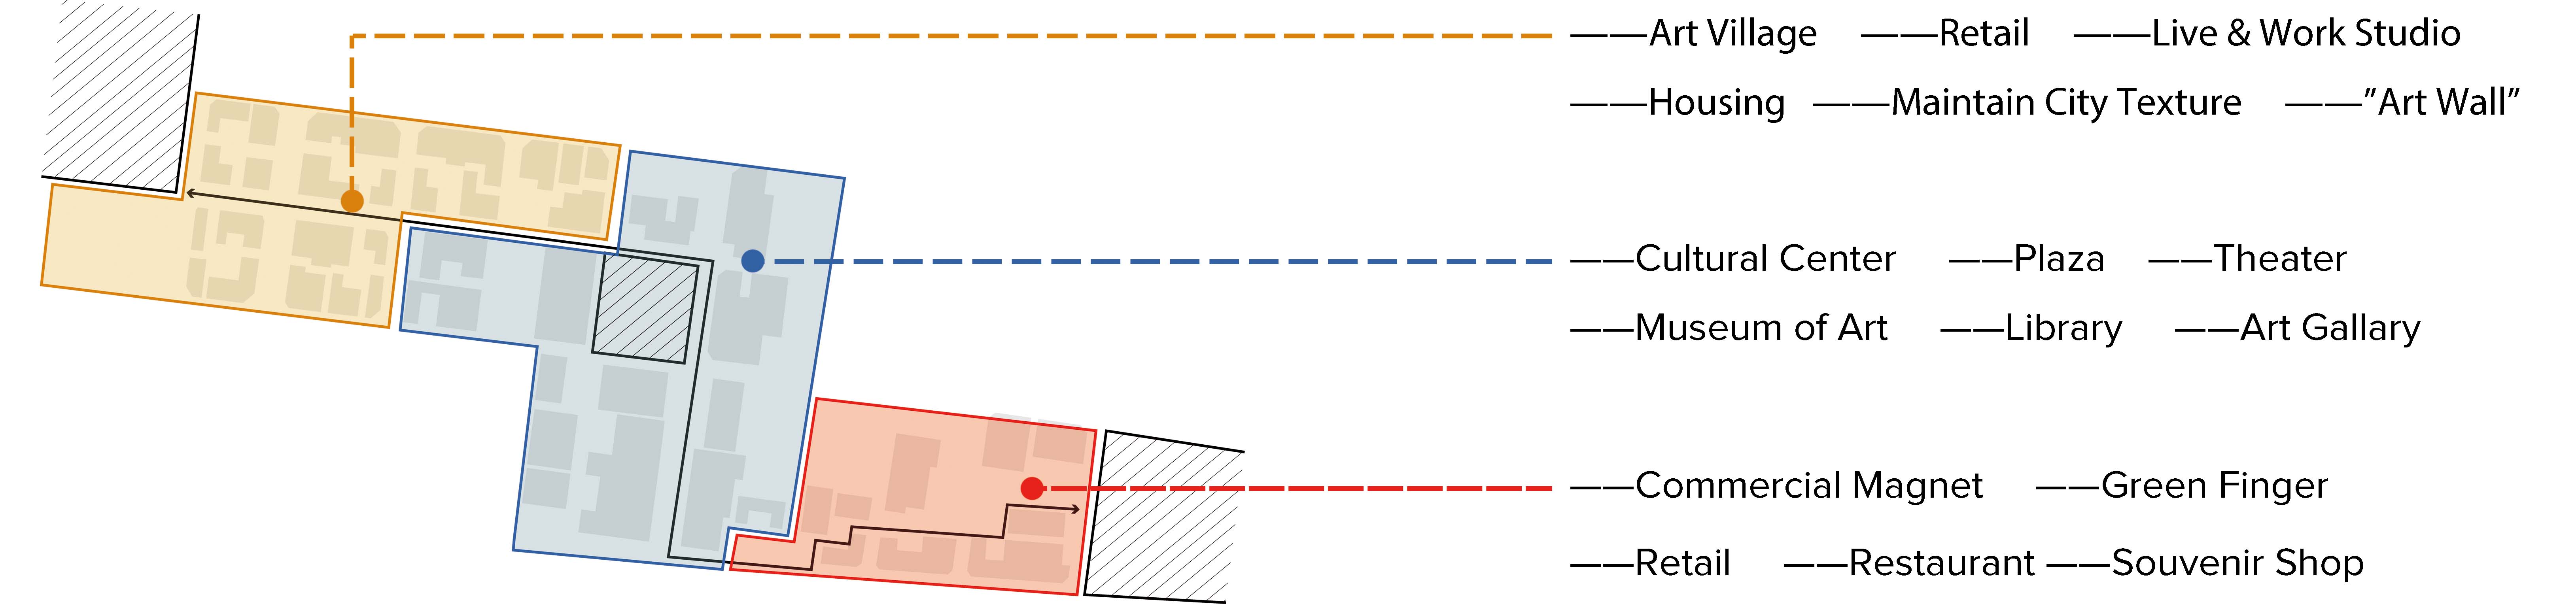 ——Art Village ——Retail ——Live & Work Studio
——Housing ——Maintain City Texture ——”Art Wall”
——Cultural Center ——Plaza ——Theater
——Museum of Art ——Library ——Art Gallary
——Commercial Magnet ——Green Finger
——Retail ——Restaurant ——Souvenir Shop